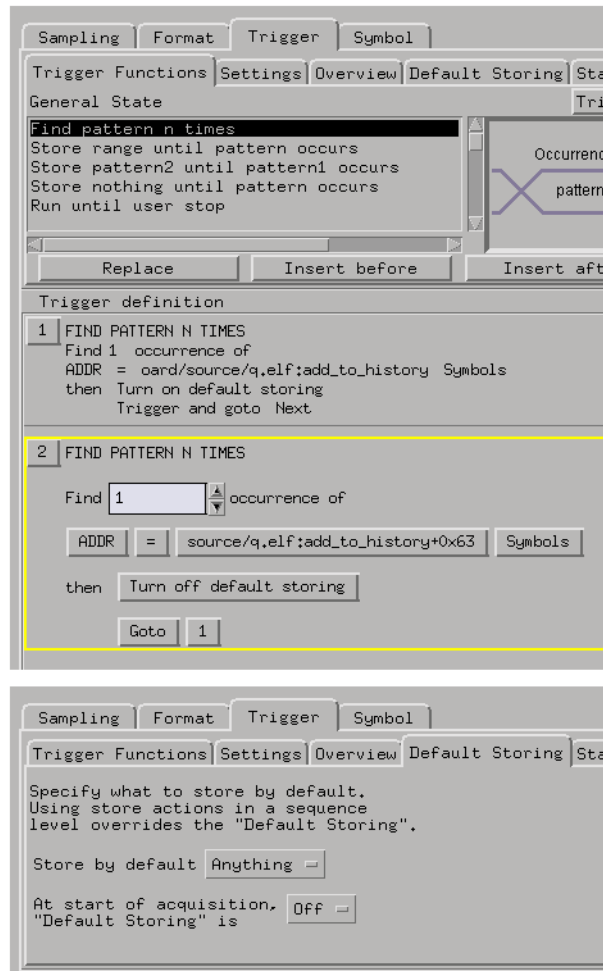 Sampling Format Trigger Symbol
Trigger Functions Settings Overview Default Storing Sta
General State Tri
Find pattern n times
Store range until pattern occurs
Store pattern2 until pattern1 occurs
Store nothing until pattern occurs
Run until user stop
Occurrenc
pattern
Replace Insert before Insert aft
Trigger definition
1 FIND PATTERN N TIMES
Find 1 occurrence of
ADDR = oard/source/q.elf:add_to_history Symbols
then Turn on default storing
Trigger and goto Next
2 FIND PATTERN N TIMES
Find 1 occurrence of
ADDR = source/q.elf:add_to_history+0x63 Symbols
then Turn off default storing
Goto 1
Sampling Format Trigger Symbol
Trigger Functions Settings Overview Default Storing Sta
Specify what to store by default.
Using store actions in a sequence
level overrides the "Default Storing".
Store by default Anything
At start of acquisition, Off
"Default Storing" is